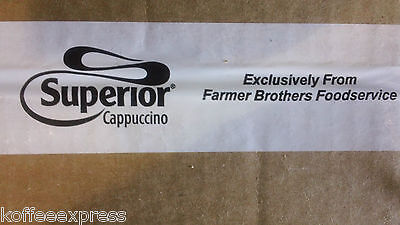 Superior®
Cappuccino
Exclusively From
Farmer Brothers Foodservice
koffeeexpress